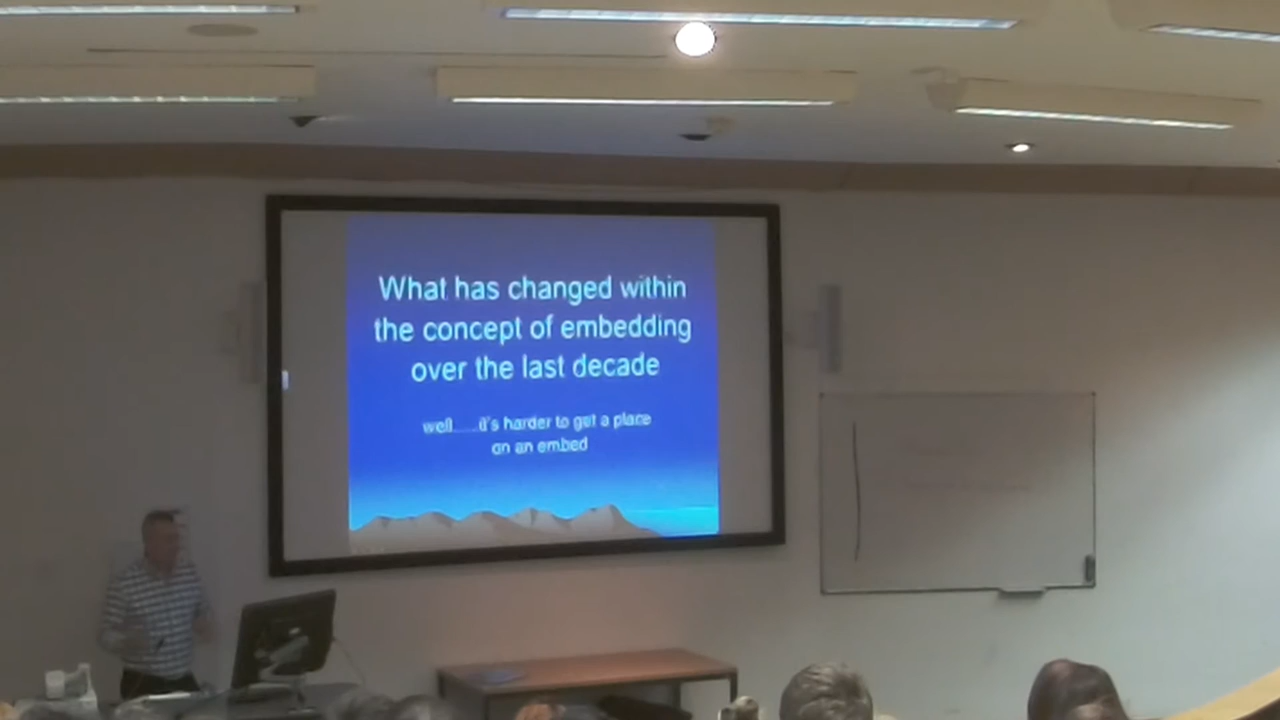 What has changed within
the concept of embedding
over the last decade
well.....it's harder to get a place
on an embed